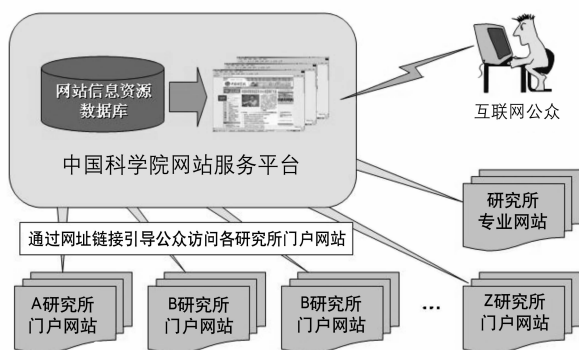 网站信息资源
数据库
互联网公众
中国科学院网站服务平台
研究所
专业网站
通过网址链接引导公众访问各研究所门户网站
A研究所
门户网站
B研究所
门户网站
B研究所
门户网站
...
Z研究所
门户网站